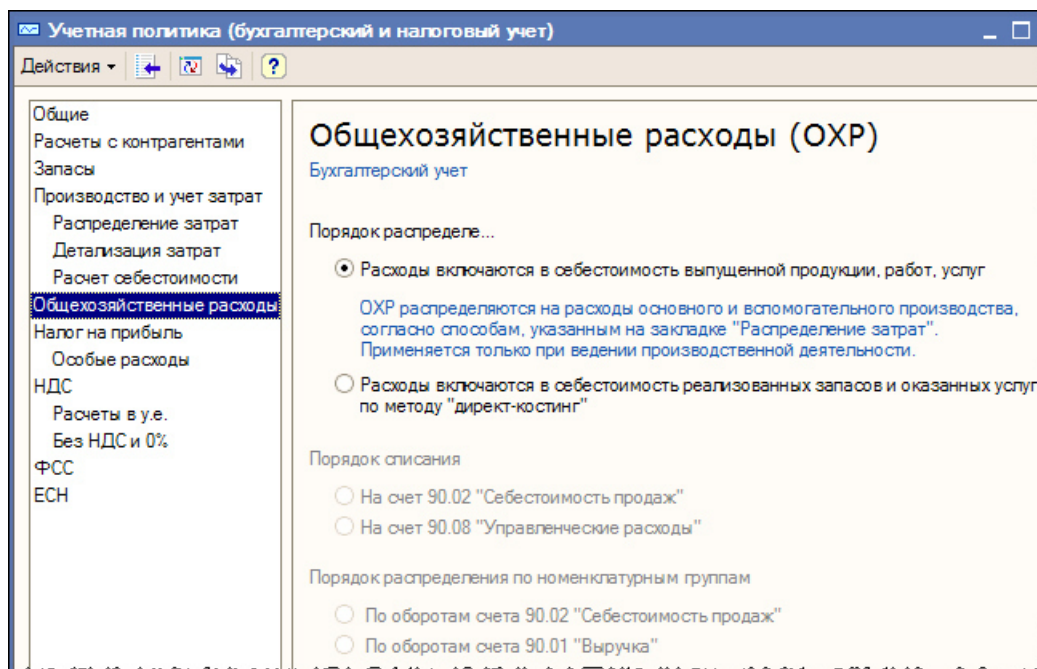 Учетная политика (бухгалтерский и налоговый учет)
Действия
Общие
Расчеты с контрагентами
Запасы
Производство и учет затрат
Распределение затрат
Детализация затрат
Расчет себестоимости
Общехозяйственные расходы
Налог на прибыль
Особые расходы
НДС
Расчеты в у.е.
Без НДС и 0%
ФСС
ЕСН
Общехозяйственные расходы (ОХР)
Бухгалтерский учет
Порядок распределе...
Расходы включаются в себестоимость выпущенной продукции, работ, услуг
ОХР распределяются на расходы основного и вспомогательного производства,
согласно способам, указанным на закладке "Распределение затрат".
Применяется только при ведении производственной деятельности.
Расходы включаются в себестоимость реализованных запасов и оказанных услуг
по методу "директ-костинг"
Порядок списания
На счет 90.02 "Себестоимость продаж"
На счет 90.08 "Управленческие расходы"
Порядок распределения по номенклатурным группам
По оборотам счета 90.02 "Себестоимость продаж"
По оборотам счета 90.01 "Выручка"